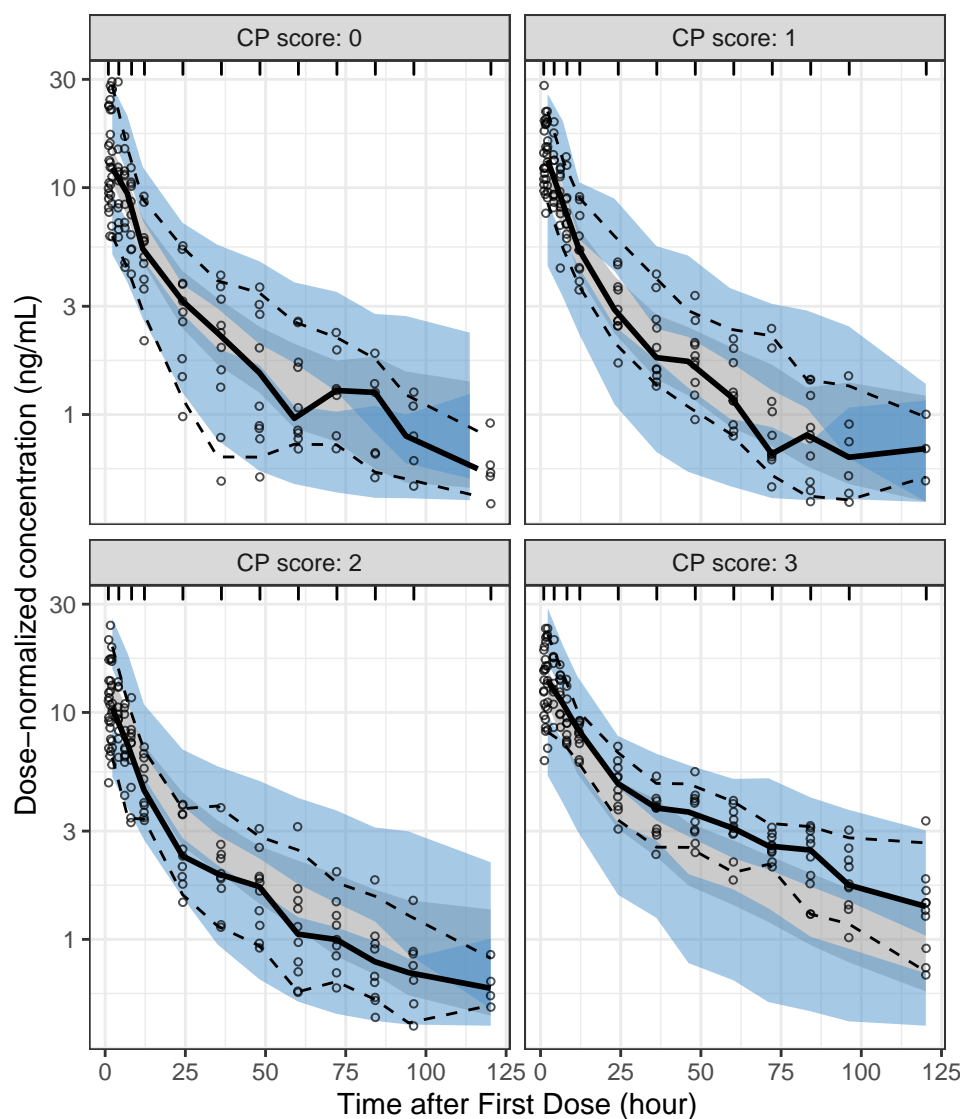 CP score: 0
CP score: 1
30
10
3
1
CP score: 2
CP score: 3
30
10
3
1
0 25 50 75 100 125
0 25 50 75 100 125
Dose−normalized concentration (ng/mL)
Time after First Dose (hour)